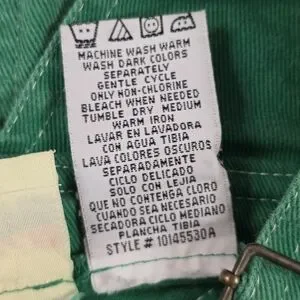 MACHINE WASH WARM
WASH DARK COLORS
SEPARATELY
GENTLE CYCLE
ONLY NON-CHLORINE
BLEACH WHEN NEEDED
TUMBLE DRY MEDIUM
WARM IRON
LAVAR EN LAVADORA
CON AGUA TIBIA
LAVA COLORES OSCUROS
SEPARADAMENTE
CICLO DELICADO
SOLO CON LEJIA
QUE NO CONTENGA CLORO
CUANDO SEA NECESARIO
SECADORA CICLO MEDIANO
PLANCHA TIBIA
STYLE # 10145530A